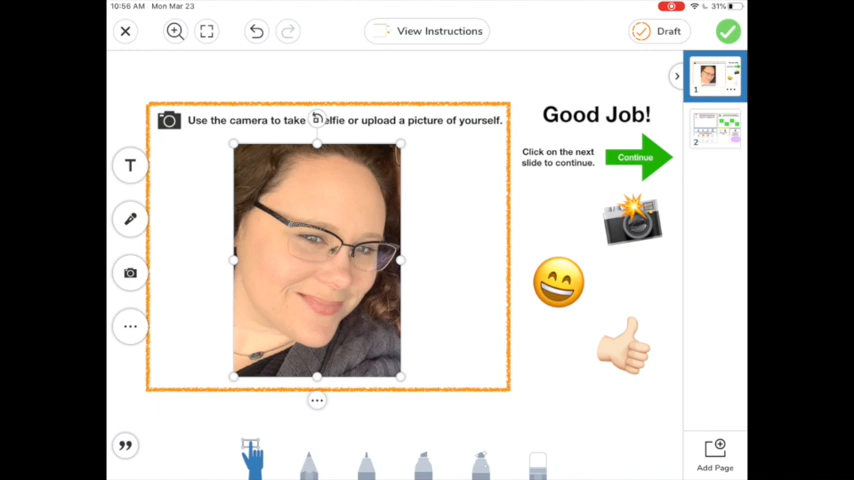 10:56 AM Mon Mar 23
31%
View Instructions
Draft
Use the camera to take elfie or upload a picture of yourself.
Good Job!
Click on the next
slide to continue.
Continue
T
1
2
Add Page